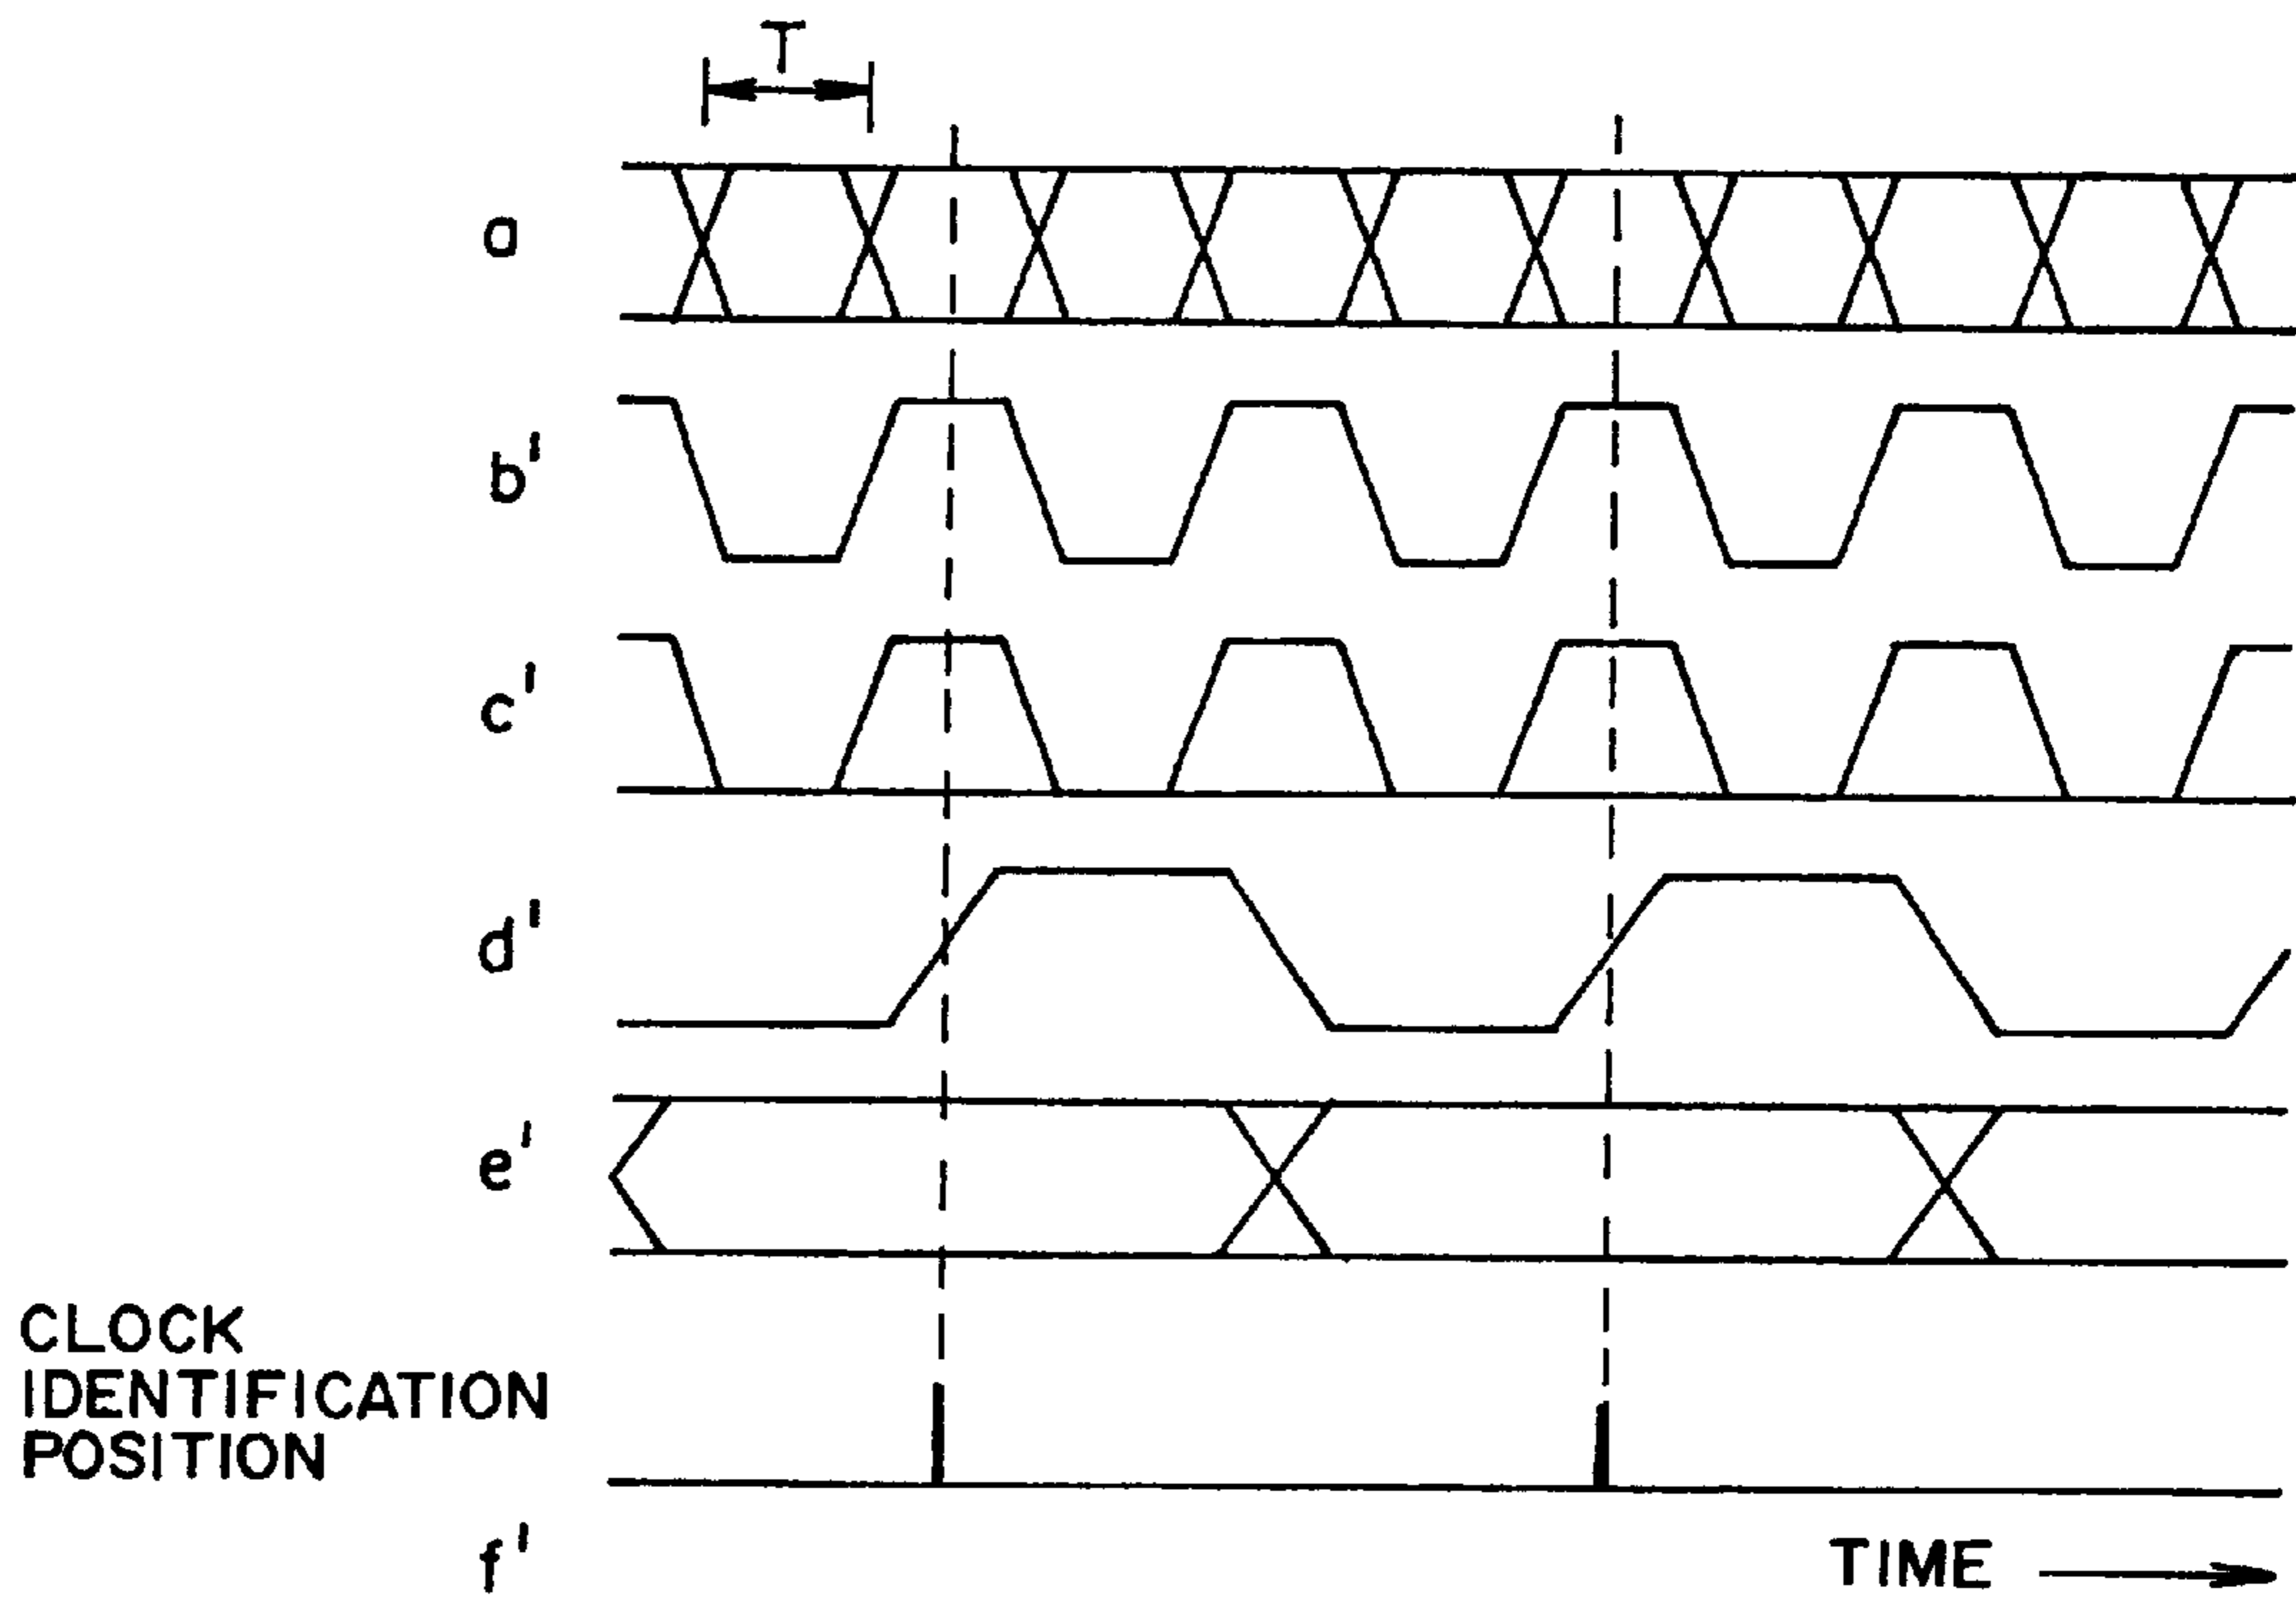 T
a
b'
c'
d'
e'
CLOCK
IDENTIFICATION
POSITION
f'
TIME